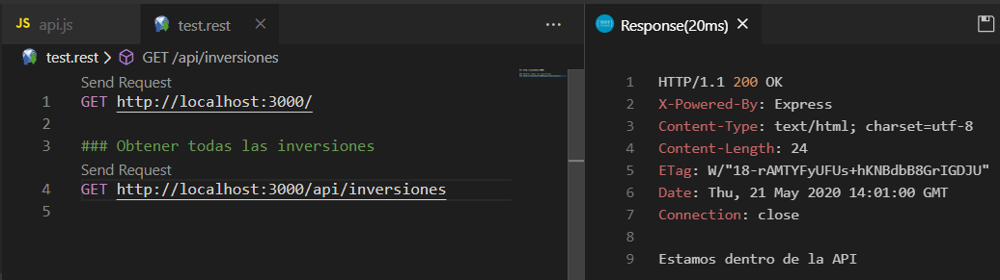 JS api.js
test.rest ×
...
test.rest > GET /api/inversiones
Send Request
1 GET http://localhost:3000/
2
3 ### Obtener todas las inversiones
Send Request
4 GET http://localhost:3000/api/inversiones
5
Response(20ms) ×
1 HTTP/1.1 200 OK
2 X-Powered-By: Express
3 Content-Type: text/html; charset=utf-8
4 Content-Length: 24
5 ETag: W/"18-rAMTYFyUFUs+hKNBdbB8GrIGDJU"
6 Date: Thu, 21 May 2020 14:01:00 GMT
7 Connection: close
8
9 Estamos dentro de la API